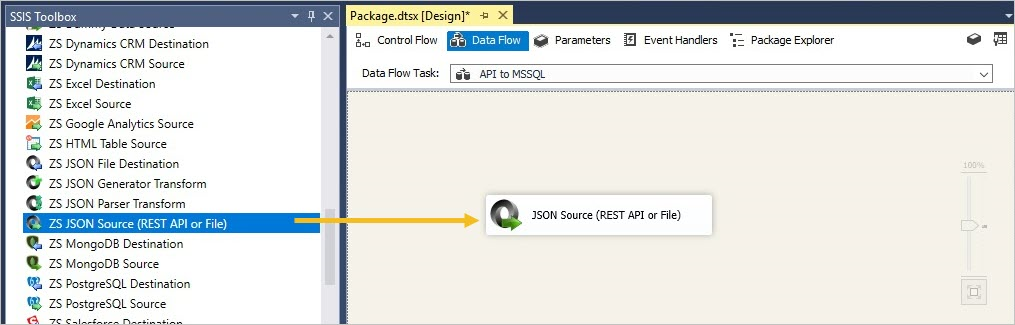 SSIS Toolbox
ZS Dynamics CRM Destination
ZS Dynamics CRM Source
ZS Excel Destination
ZS Excel Source
ZS Google Analytics Source
ZS HTML Table Source
ZS JSON File Destination
ZS JSON Generator Transform
ZS JSON Parser Transform
ZS JSON Source (REST API or File)
ZS MongoDB Destination
ZS MongoDB Source
ZS PostgreSQL Destination
ZS PostgreSQL Source
ZS Salesforce Destination
Package.dtsx [Design]*
Control Flow
Data Flow
Parameters
Event Handlers
Package Explorer
Data Flow Task:
API to MSSQL
JSON Source (REST API or File)
100%